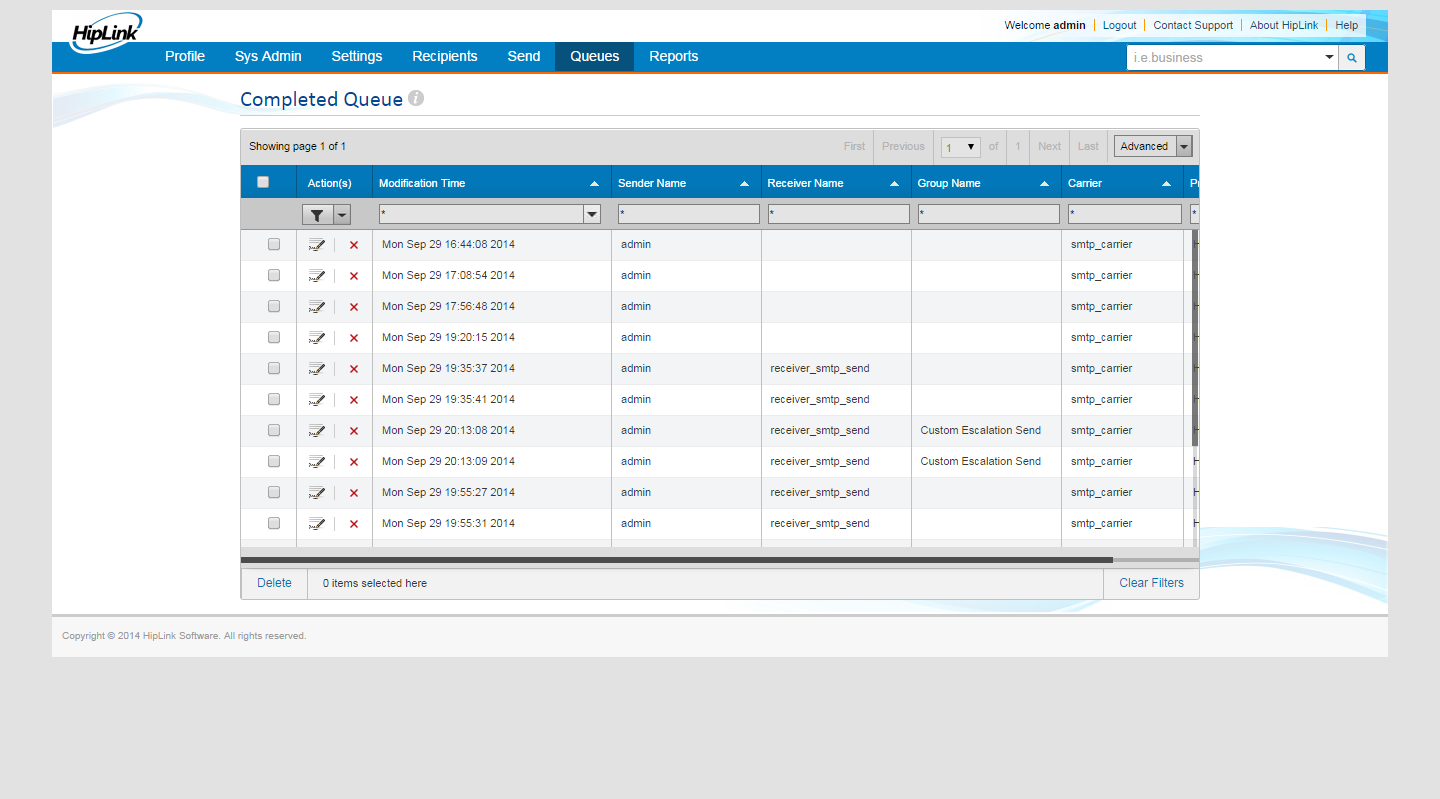 HipLink
Welcome admin Logout Contact Support About HipLink Help
Profile Sys Admin Settings Recipients Send Queues Reports i.e.business
Completed Queue i
Showing page 1 of 1 First Previous 1 of 1 Next Last Advanced
Action(s) Modification Time Sender Name Receiver Name Group Name Carrier
* * * * * *
Mon Sep 29 16:44:08 2014 admin smtp_carrier
Mon Sep 29 17:08:54 2014 admin smtp_carrier
Mon Sep 29 17:56:48 2014 admin smtp_carrier
Mon Sep 29 19:20:15 2014 admin smtp_carrier
Mon Sep 29 19:35:37 2014 admin receiver_smtp_send smtp_carrier
Mon Sep 29 19:35:41 2014 admin receiver_smtp_send smtp_carrier
Mon Sep 29 20:13:08 2014 admin receiver_smtp_send Custom Escalation Send smtp_carrier
Mon Sep 29 20:13:09 2014 admin receiver_smtp_send Custom Escalation Send smtp_carrier
Mon Sep 29 19:55:27 2014 admin receiver_smtp_send smtp_carrier
Mon Sep 29 19:55:31 2014 admin receiver_smtp_send smtp_carrier
Delete 0 items selected here Clear Filters
Copyright © 2014 HipLink Software. All rights reserved.